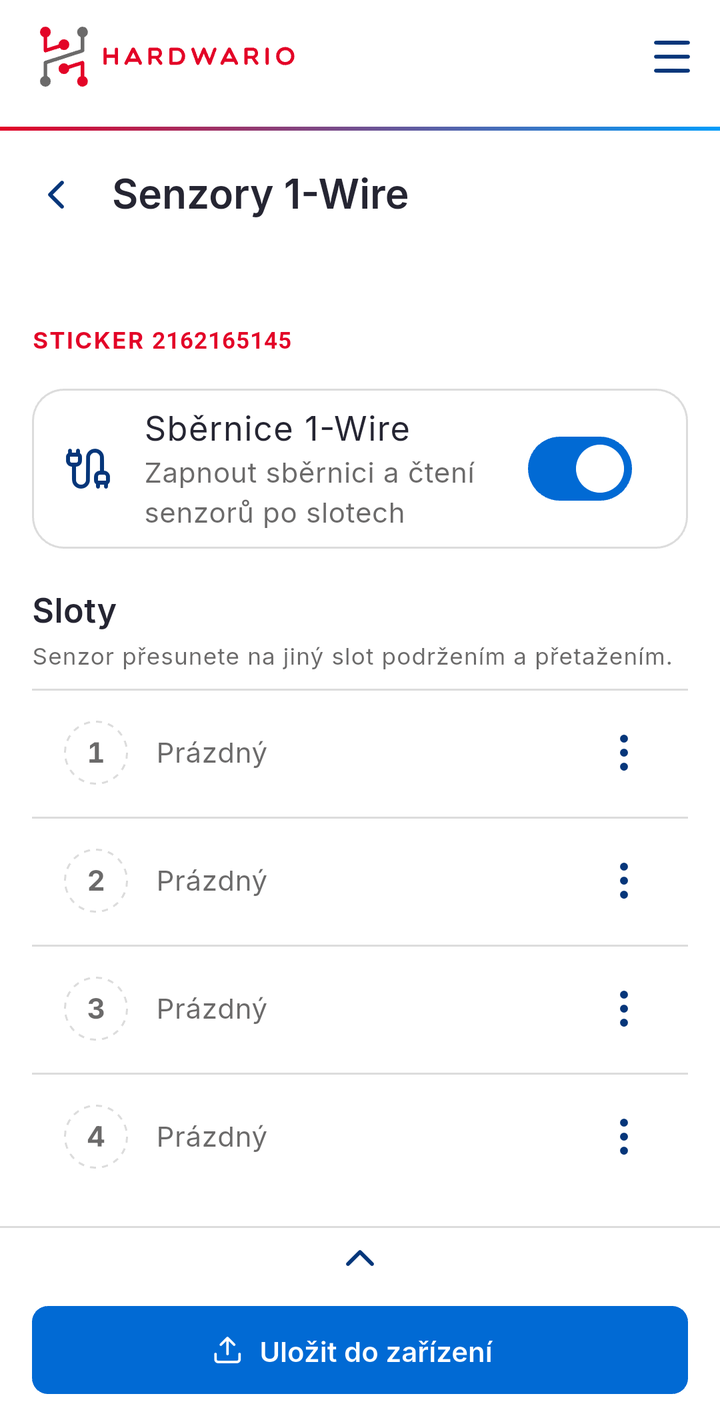 HARDWARIO
Senzory 1-Wire
STICKER 2162165145
Sběrnice 1-Wire
Zapnout sběrnici a čtení
senzorů po slotech
Sloty
Senzor přesunete na jiný slot podržením a přetažením.
1 Prázdný
2 Prázdný
3 Prázdný
4 Prázdný
Uložit do zařízení